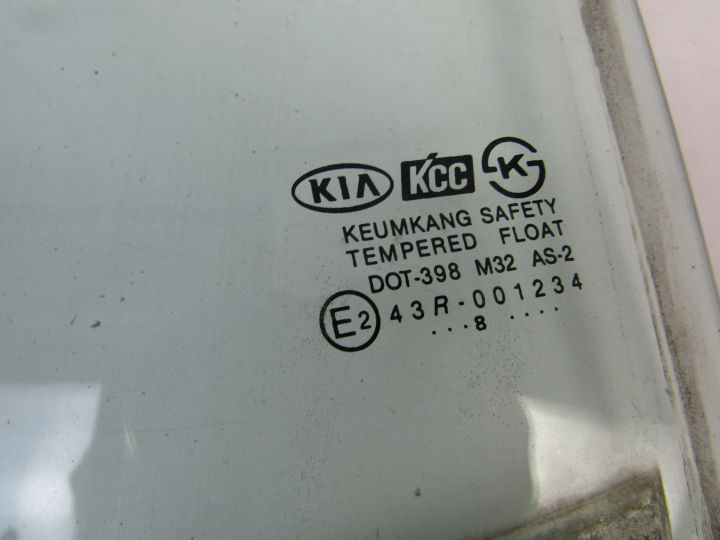 KIA KCC K
KEUMKANG SAFETY
TEMPERED FLOAT
DOT-398 M32 AS-2
E2 43R-001234
...8 ....